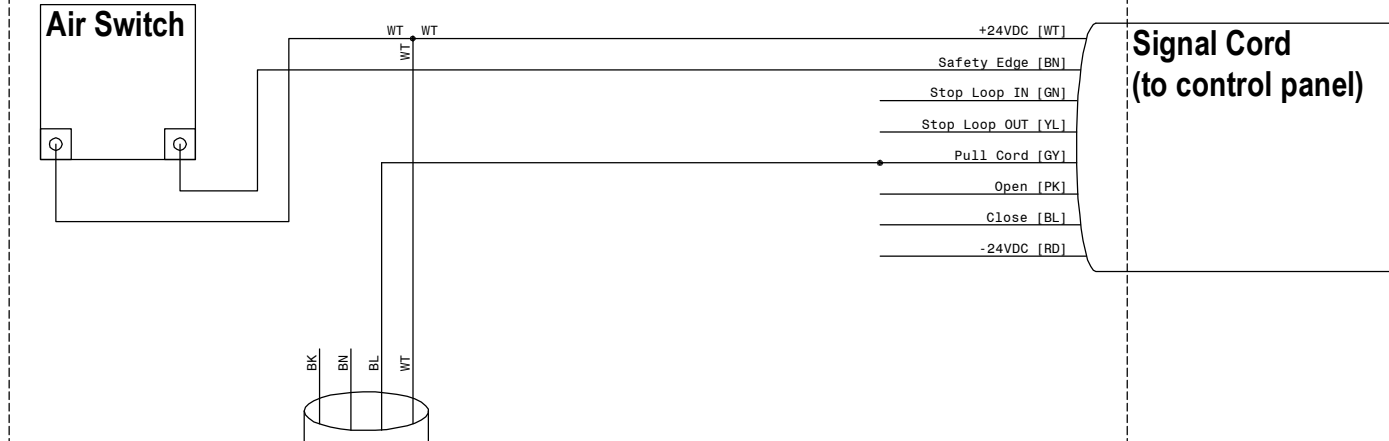 Air Switch
WT WT
WT
+24VDC [WT]
Safety Edge [BN]
Stop Loop IN [GN]
Stop Loop OUT [YL]
Pull Cord [GY]
Open [PK]
Close [BL]
-24VDC [RD]
Signal Cord
(to control panel)
BK
BN
BL
WT